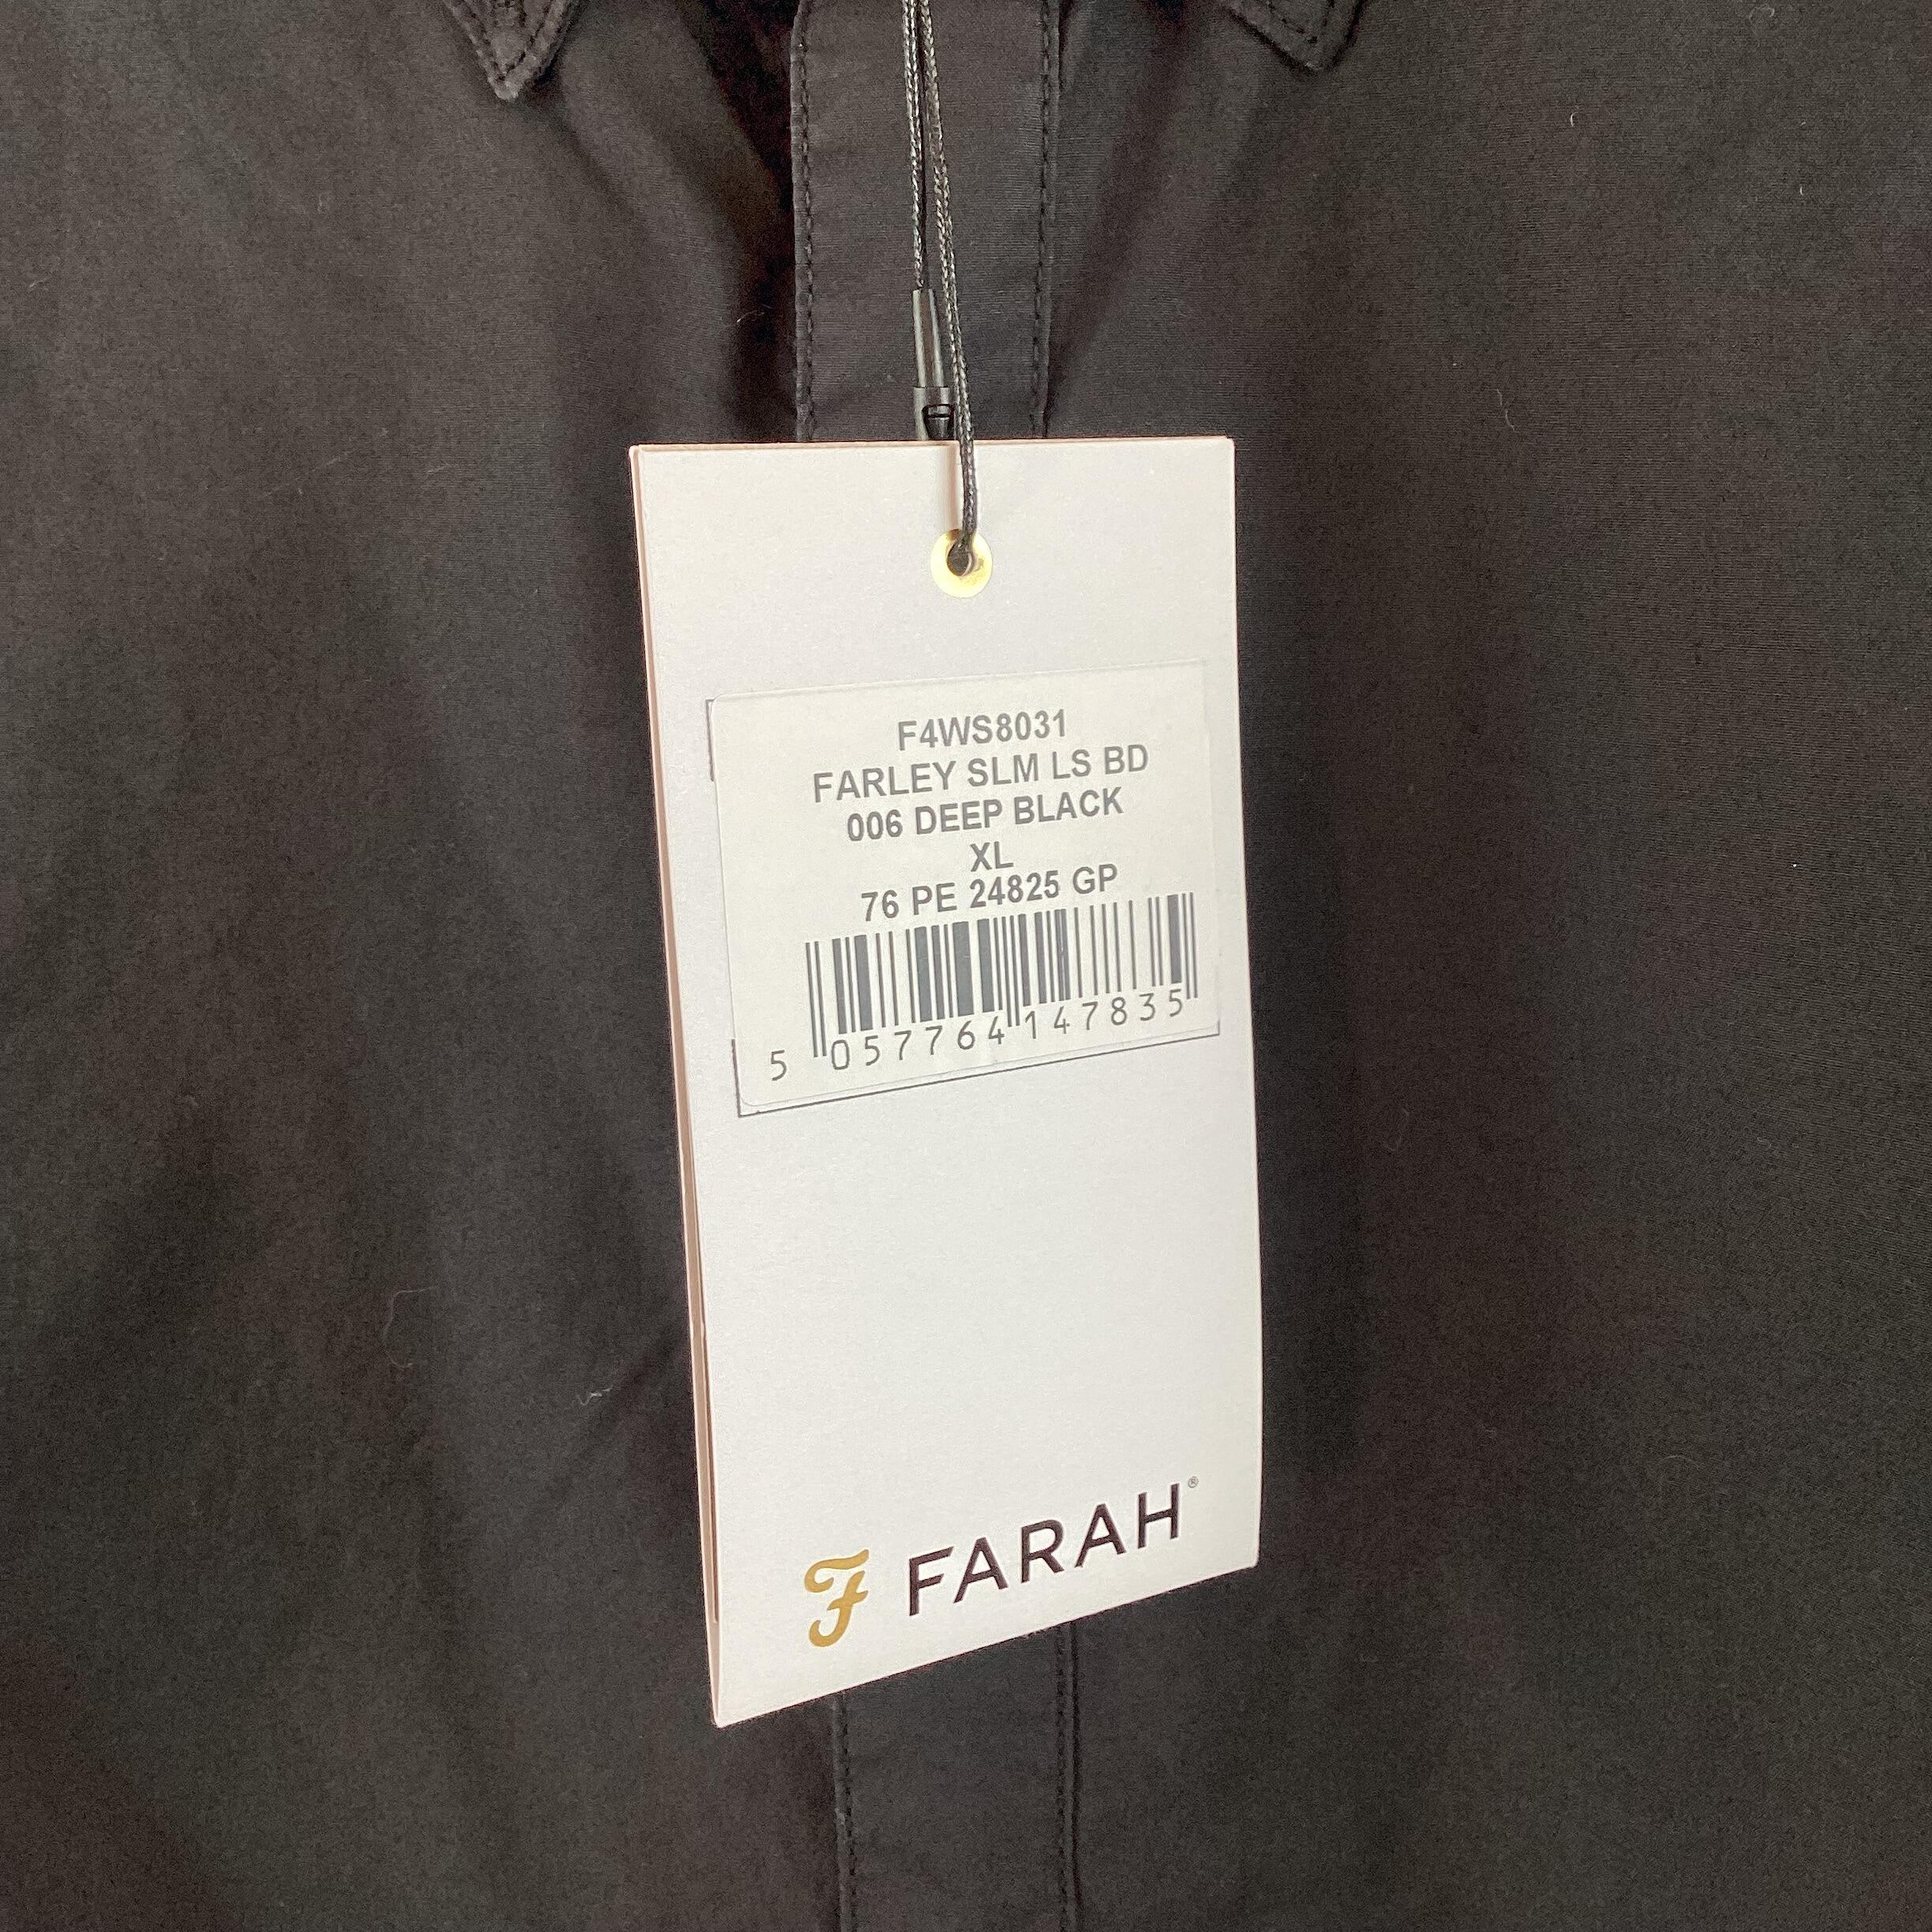 F4WS8031
FARLEY SLM LS BD
006 DEEP BLACK
XL
76 PE 24825 GP
5 057764 147835
F FARAH®